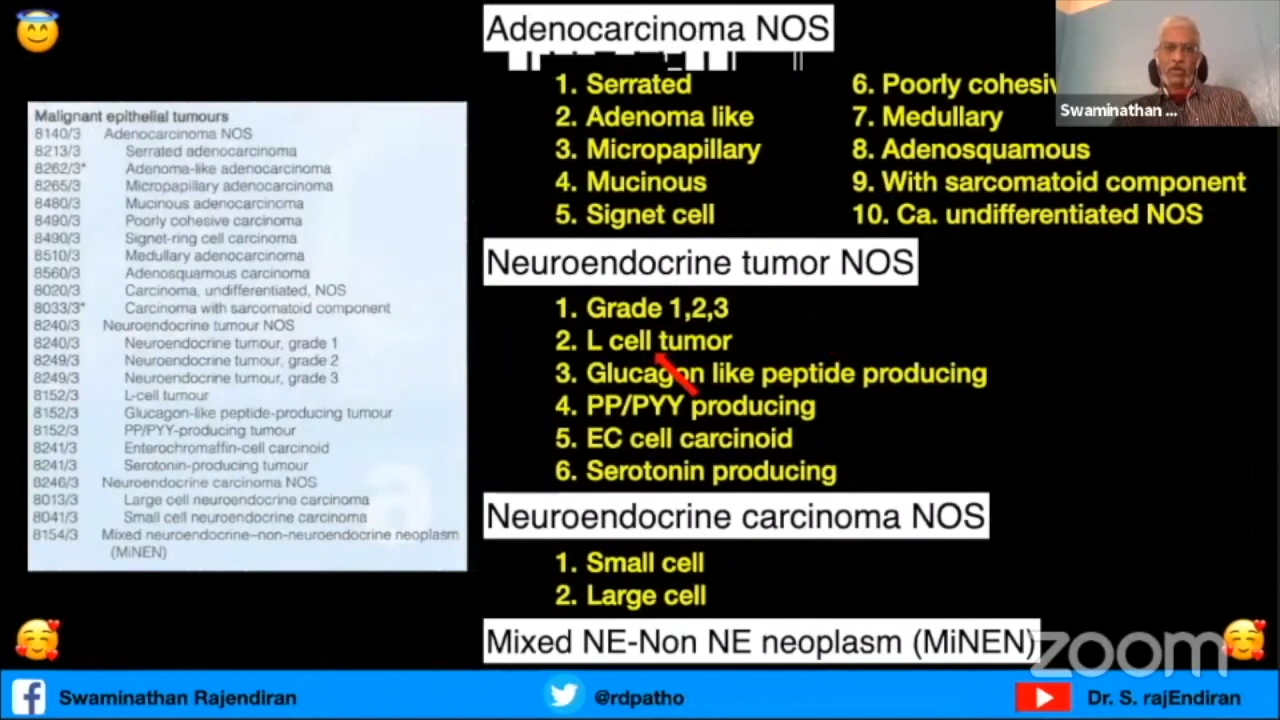 Malignant epithelial tumours
8140/3 Adenocarcinoma NOS
8213/3 Serrated adenocarcinoma
8262/3* Adenoma-like adenocarcinoma
8265/3 Micropapillary adenocarcinoma
8480/3 Mucinous adenocarcinoma
8490/3 Poorly cohesive carcinoma
8490/3 Signet-ring cell carcinoma
8510/3 Medullary adenocarcinoma
8560/3 Adenosquamous carcinoma
8020/3 Carcinoma, undifferentiated, NOS
8033/3* Carcinoma with sarcomatoid component
8240/3 Neuroendocrine tumour NOS
8240/3 Neuroendocrine tumour, grade 1
8249/3 Neuroendocrine tumour, grade 2
8249/3 Neuroendocrine tumour, grade 3
8152/3 L-cell tumour
8152/3 Glucagon-like peptide-producing tumour
8152/3 PP/PYY-producing tumour
8241/3 Enterochromaffin-cell carcinoid
8241/3 Serotonin-producing tumour
8246/3 Neuroendocrine carcinoma NOS
8013/3 Large cell neuroendocrine carcinoma
8041/3 Small cell neuroendocrine carcinoma
8154/3 Mixed neuroendocrine–non-neuroendocrine neoplasm
(MiNEN)
Adenocarcinoma NOS
1. Serrated
2. Adenoma like
3. Micropapillary
4. Mucinous
5. Signet cell
6. Poorly cohesiv
7. Medullary
8. Adenosquamous
9. With sarcomatoid component
10. Ca. undifferentiated NOS
Swaminathan ...
Neuroendocrine tumor NOS
1. Grade 1,2,3
2. L cell tumor
3. Glucagon like peptide producing
4. PP/PYY producing
5. EC cell carcinoid
6. Serotonin producing
Neuroendocrine carcinoma NOS
1. Small cell
2. Large cell
Mixed NE-Non NE neoplasm (MiNEN)
zoom
Swaminathan Rajendiran
@rdpatho
Dr. S. rajEndiran